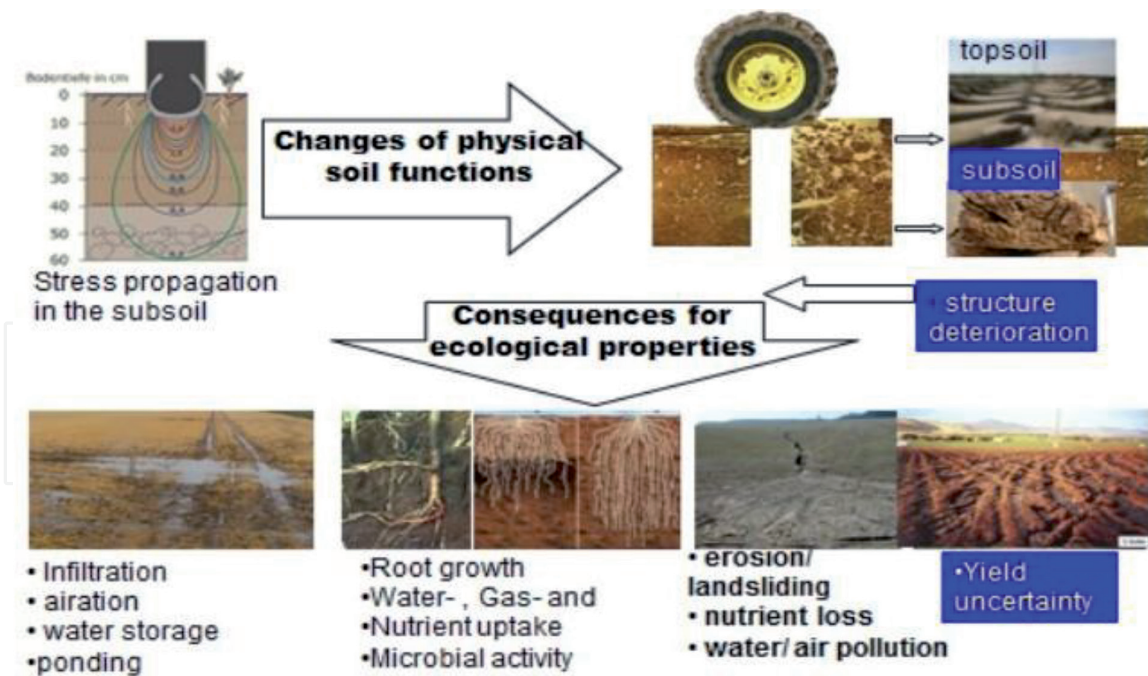 Bodentiefe in cm
0
10
20
30
40
50
60
Stress propagation
in the subsoil
Changes of physical
soil functions
topsoil
subsoil
structure
deterioration
Consequences for
ecological properties
• Infiltration
• airation
• water storage
•ponding
•Root growth
•Water- , Gas- and
•Nutrient uptake
•Microbial activity
• erosion/
landsliding
• nutrient loss
• water/ air pollution
•Yield
uncertainty